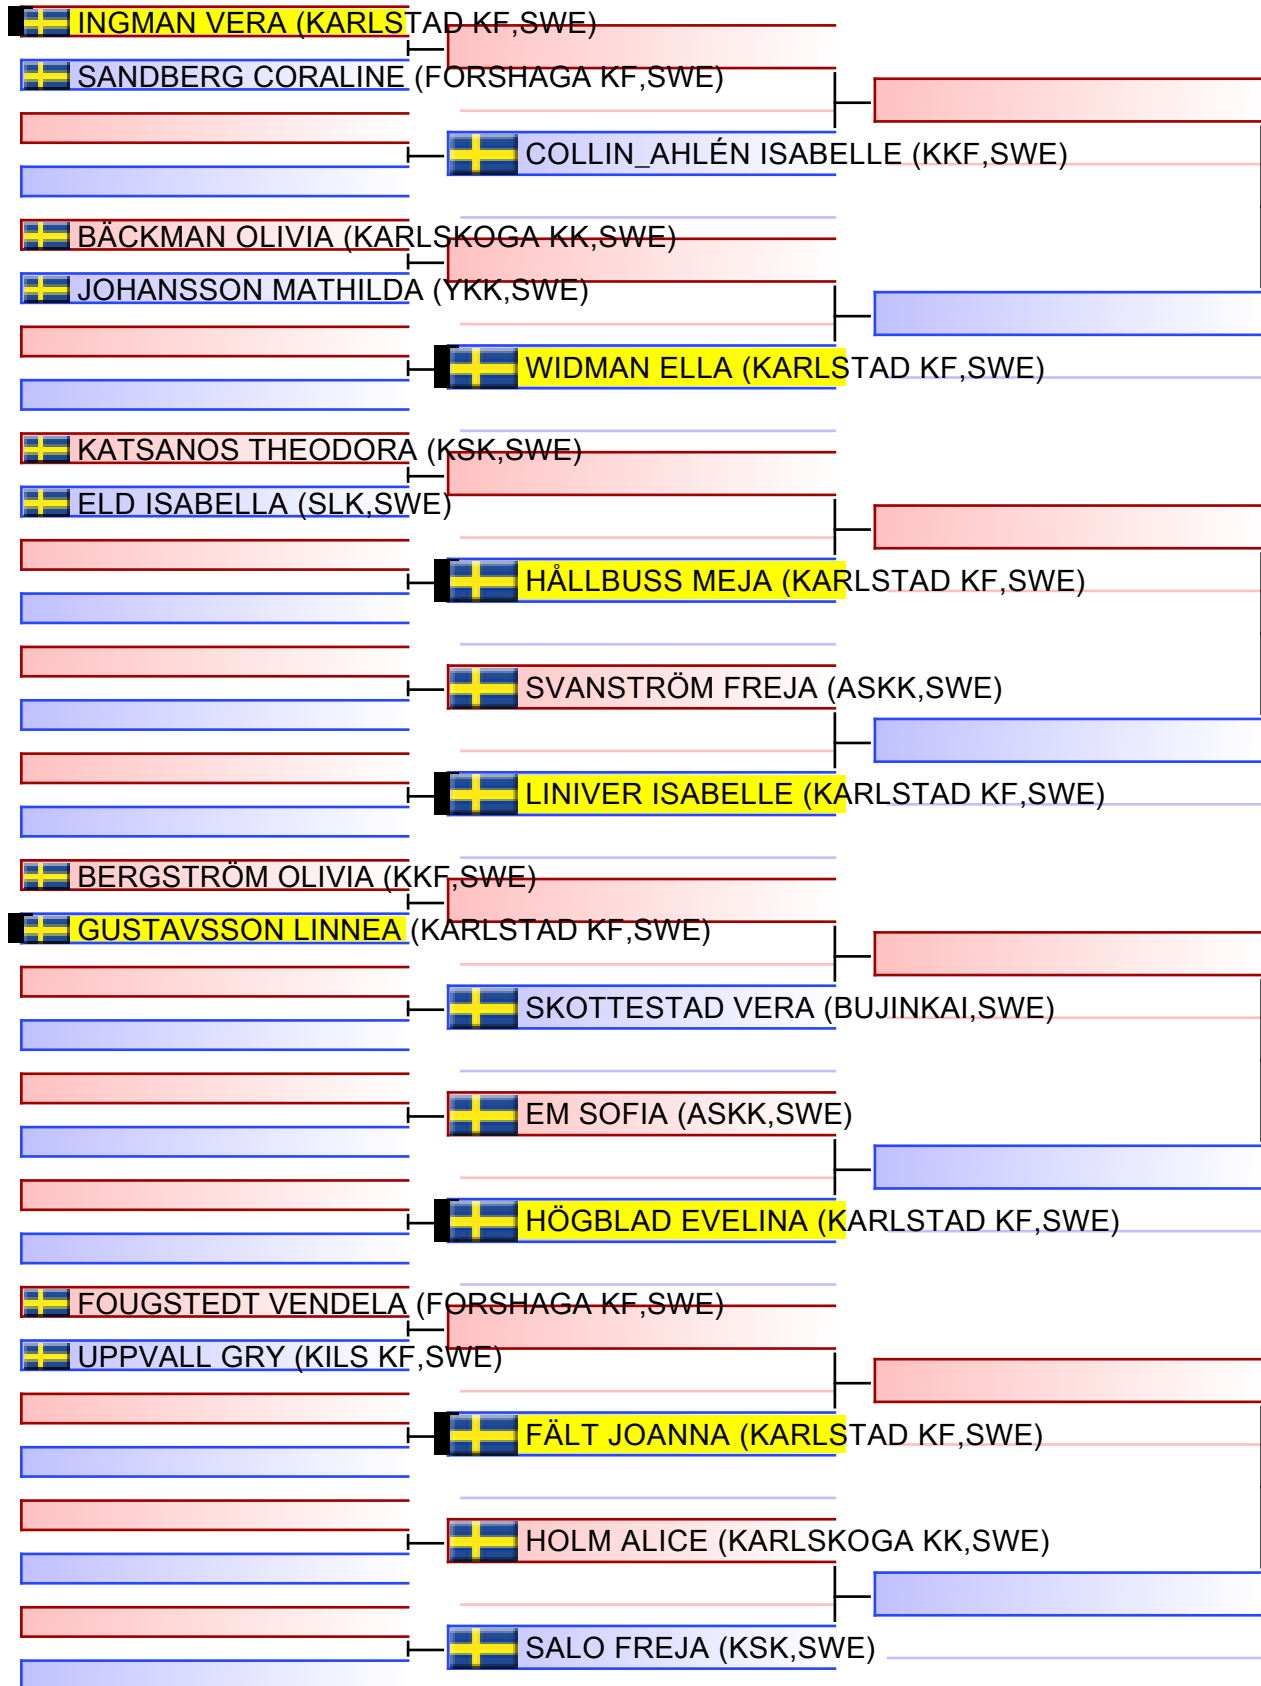 INGMAN VERA (KARLSTAD KF,SWE)
SANDBERG CORALINE (FORSHAGA KF,SWE)
COLLIN_AHLÉN ISABELLE (KKF,SWE)
BÄCKMAN OLIVIA (KARLSKOGA KK,SWE)
JOHANSSON MATHILDA (YKK,SWE)
WIDMAN ELLA (KARLSTAD KF,SWE)
KATSANOS THEODORA (KSK,SWE)
ELD ISABELLA (SLK,SWE)
HÅLLBUSS MEJA (KARLSTAD KF,SWE)
SVANSTRÖM FREJA (ASKK,SWE)
LINIVER ISABELLE (KARLSTAD KF,SWE)
BERGSTRÖM OLIVIA (KKF,SWE)
GUSTAVSSON LINNEA (KARLSTAD KF,SWE)
SKOTTESTAD VERA (BUJINKAI,SWE)
EM SOFIA (ASKK,SWE)
HÖGBLAD EVELINA (KARLSTAD KF,SWE)
FOUGSTEDT VENDELA (FORSHAGA KF,SWE)
UPPVALL GRY (KILS KF,SWE)
FÄLT JOANNA (KARLSTAD KF,SWE)
HOLM ALICE (KARLSKOGA KK,SWE)
SALO FREJA (KSK,SWE)